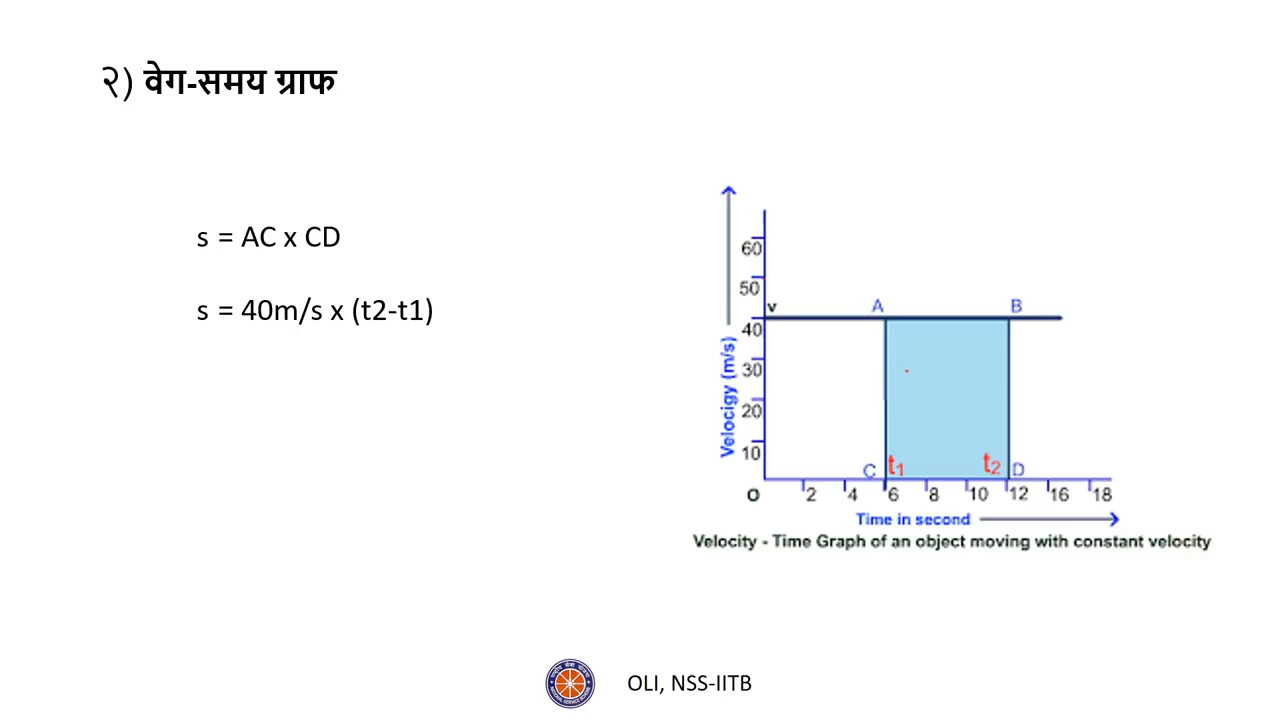 २) वेग-समय ग्राफ
s = AC x CD
s = 40m/s x (t2-t1)
60
50
v
A
B
40
30
20
10
Velocigy (m/s)
C
t1
t2
D
O
2
4
6
8
10
12
16
18
Time in second
Velocity - Time Graph of an object moving with constant velocity
OLI, NSS-IITB